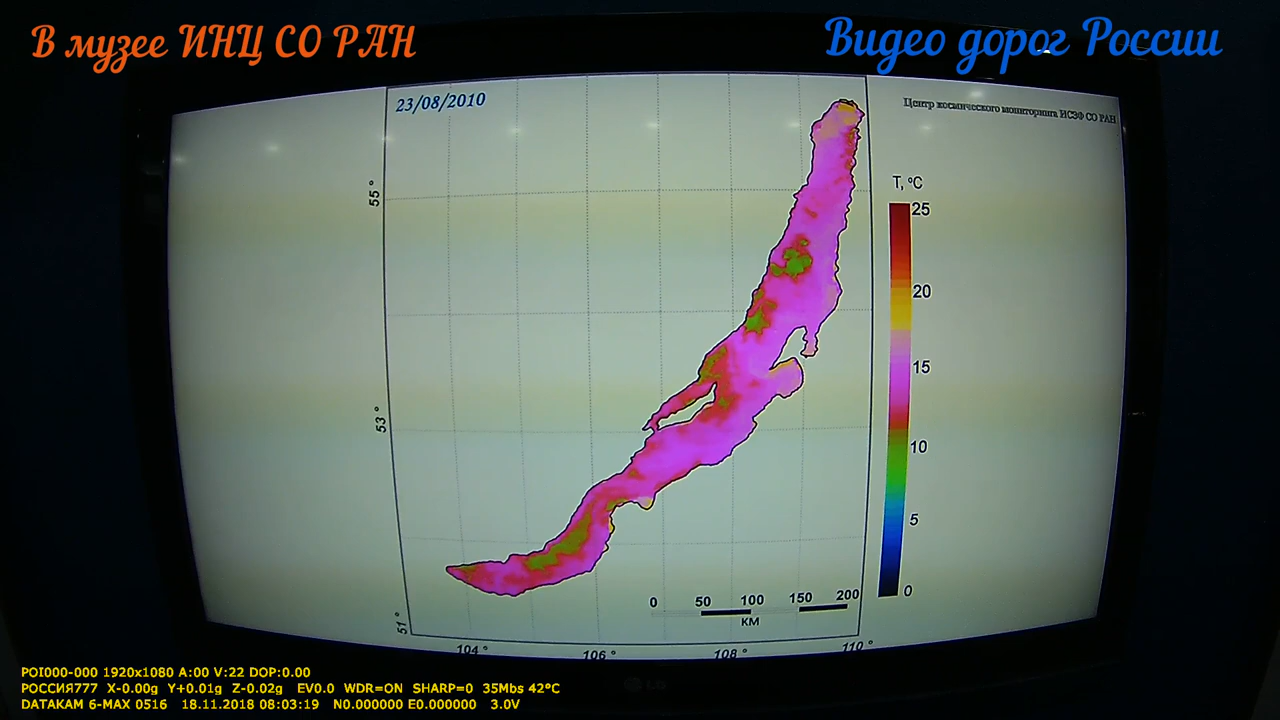 В музее ИНЦ СО РАН
Видео дорог России
23/08/2010
Центр космического мониторинга ИСЗФ СО РАН
55 °
53 °
51 °
T, ºC
25
20
15
10
5
0
0 50 100 150 200
КМ
104 ° 106 ° 108 ° 110 °
LG
POI000-000 1920x1080 A:00 V:22 DOP:0.00
РОССИЯ777 X-0.00g Y+0.01g Z-0.02g EV0.0 WDR=ON SHARP=0 35Mbs 42°C
DATAKAM 6-MAX 0516 18.11.2018 08:03:19 N0.000000 E0.000000 3.0V